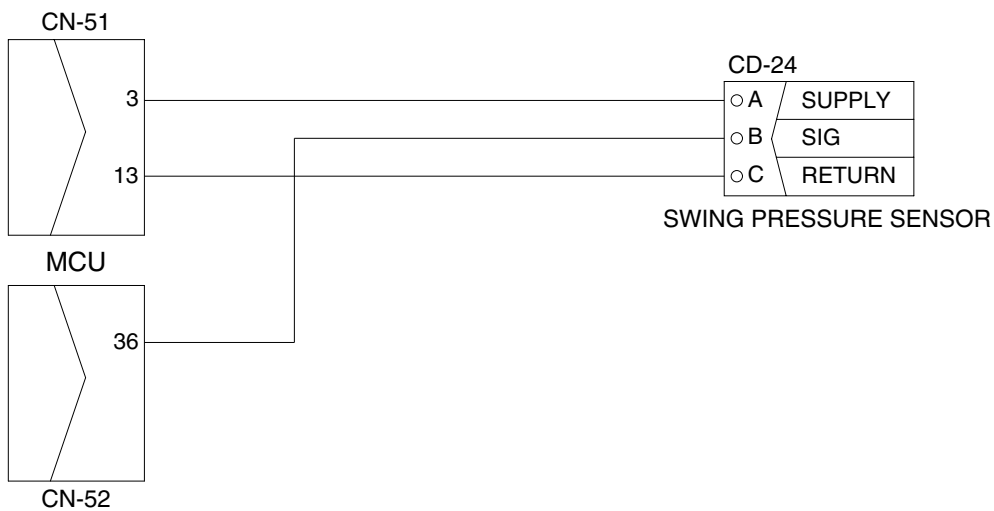 CN-51
3
13
MCU
36
CN-52
CD-24
A SUPPLY
B SIG
C RETURN
SWING PRESSURE SENSOR